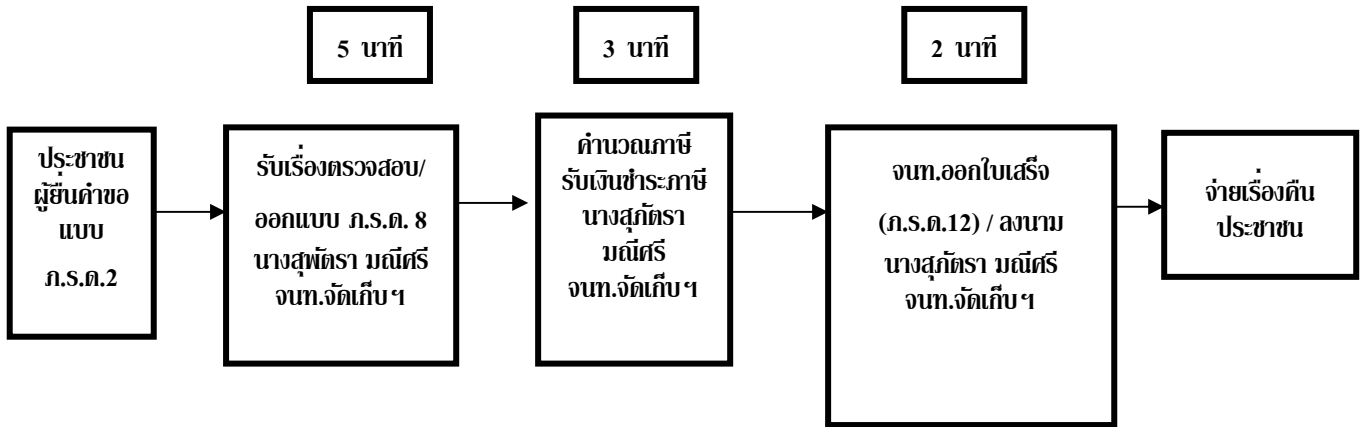 5 นาที
3 นาที
2 นาที
ประชาชน
ผู้ยื่นคำขอ
แบบ
ภ.ร.ด.2
รับเรื่องตรวจสอบ/
ออกแบบ ภ.ร.ด. 8
นางสุพัตรา มณีศรี
จนท.จัดเก็บฯ
คำนวณภาษี
รับเงินชำระภาษี
นางสุภัตรา
มณีศรี
จนท.จัดเก็บฯ
จนท.ออกใบเสร็จ
(ภ.ร.ด.12) / ลงนาม
นางสุภัตรา มณีศรี
จนท.จัดเก็บฯ
จ่ายเรื่องคืน
ประชาชน